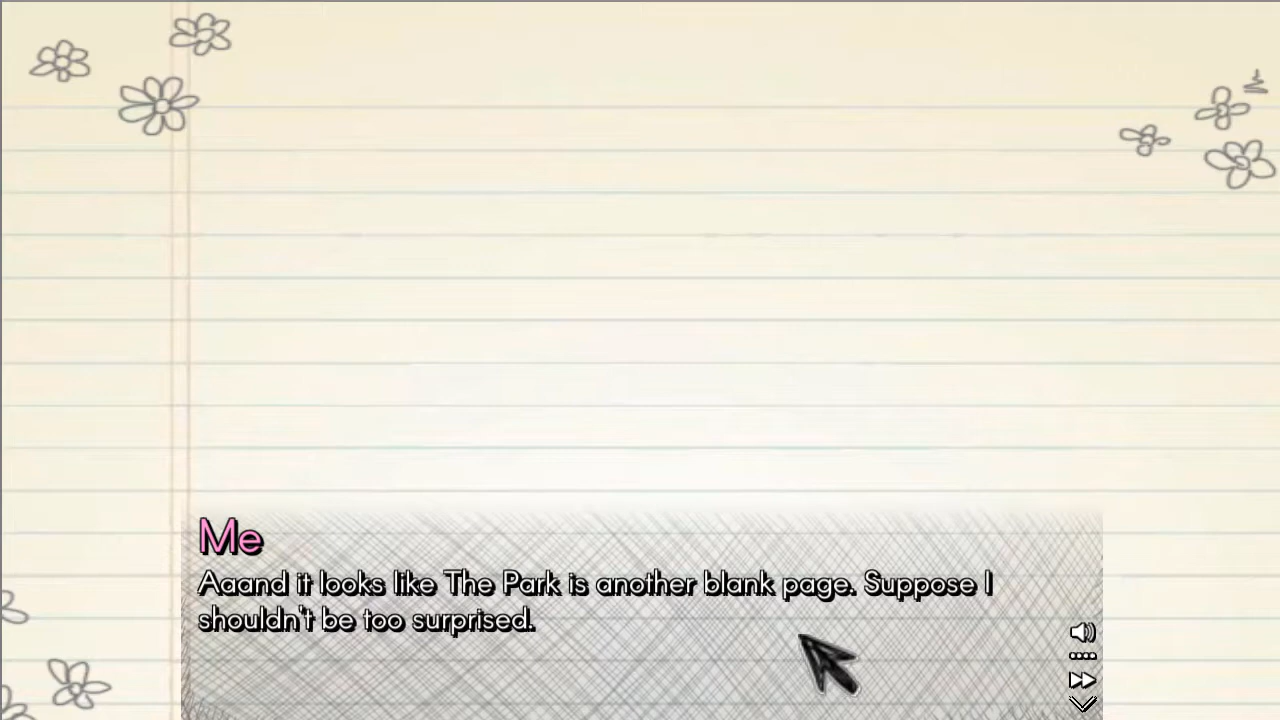 Me
Aaand it looks like The Park is another blank page. Suppose I
shouldn't be too surprised.